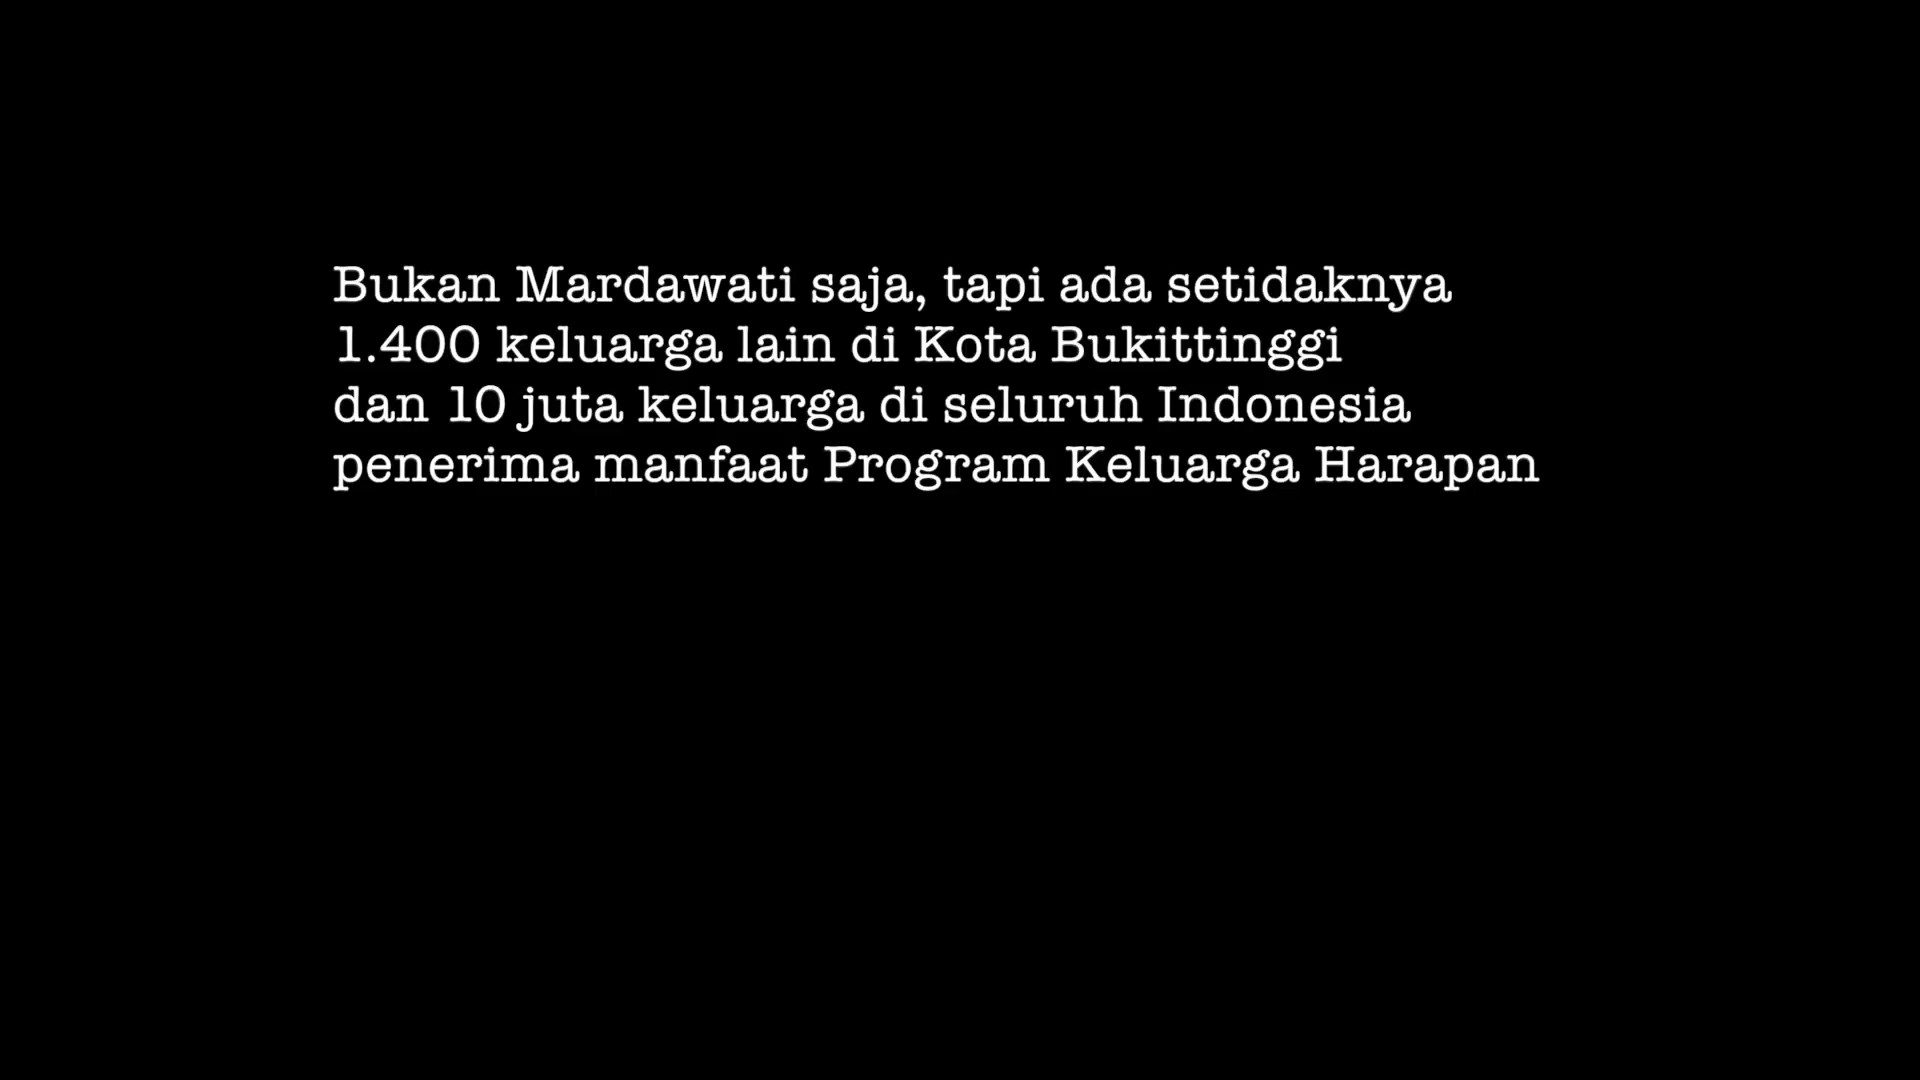 Bukan Mardawati saja, tapi ada setidaknya
1.400 keluarga lain di Kota Bukittinggi
dan 10 juta keluarga di seluruh Indonesia
penerima manfaat Program Keluarga Harapan